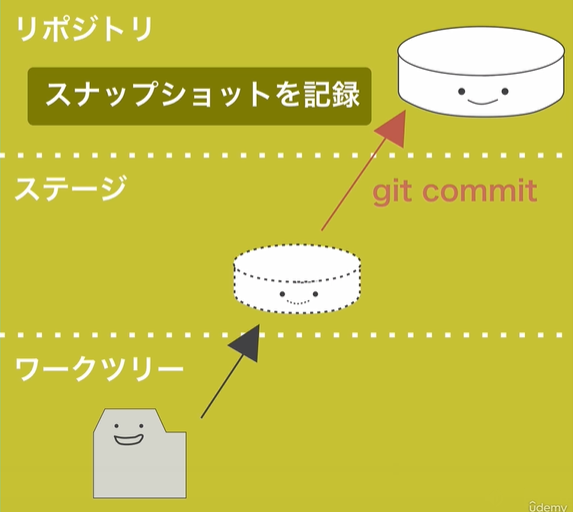 リポジトリ
スナップショットを記録
ステージ
git commit
ワークツリー
ûdemy